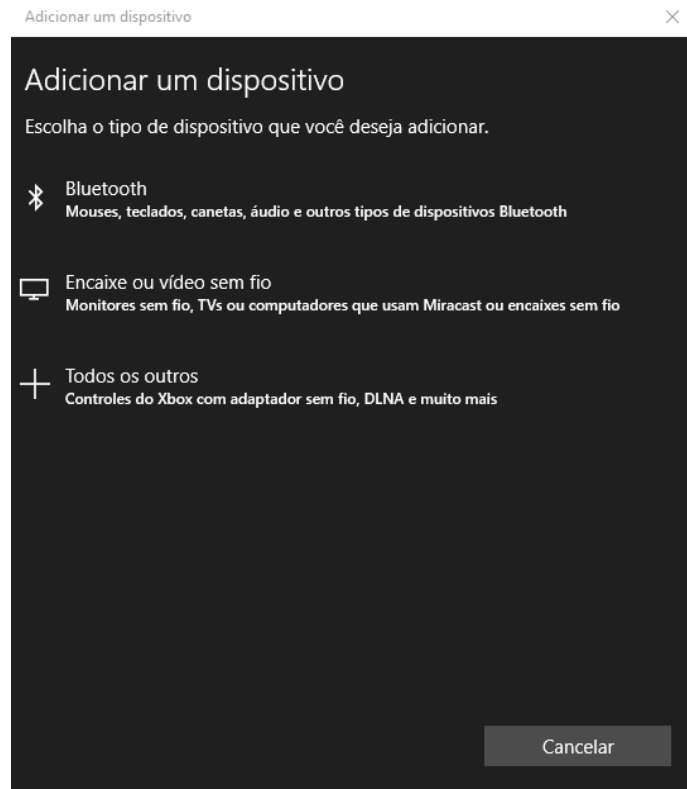 Adicionar um dispositivo
Adicionar um dispositivo
Escolha o tipo de dispositivo que você deseja adicionar.
Bluetooth
Mouses, teclados, canetas, áudio e outros tipos de dispositivos Bluetooth
Encaixe ou vídeo sem fio
Monitores sem fio, TVs ou computadores que usam Miracast ou encaixes sem fio
Todos os outros
Controles do Xbox com adaptador sem fio, DLNA e muito mais
Cancelar